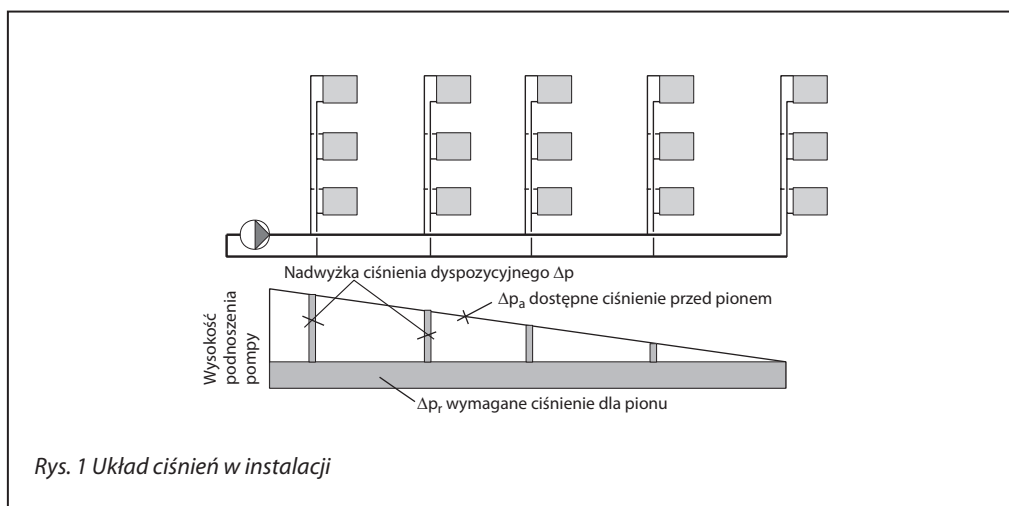 Nadwyżka ciśnienia dyspozycyjnego Δp
Δpa dostępne ciśnienie przed pionem
Wysokość
podnoszenia
pompy
Δpr wymagane ciśnienie dla pionu
Rys. 1 Układ ciśnień w instalacji